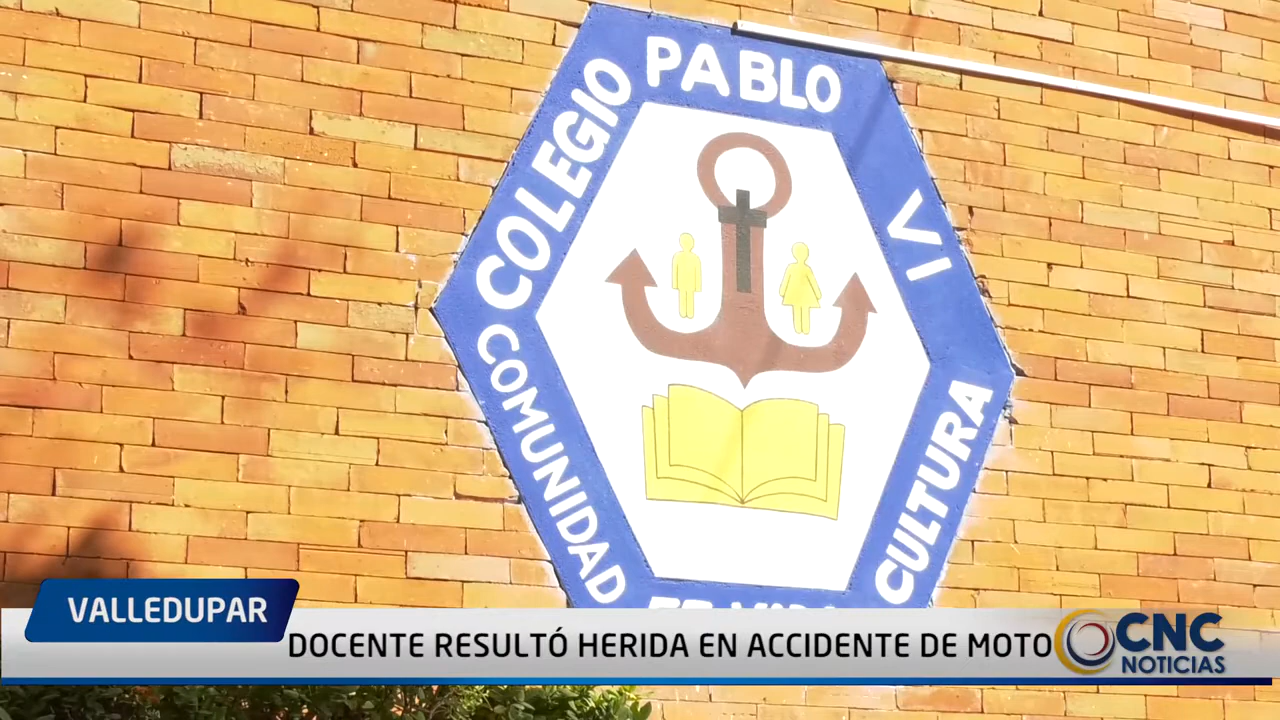 COLEGIO PABLO VI
COMUNIDAD
CULTURA
VALLEDUPAR
DOCENTE RESULTÓ HERIDA EN ACCIDENTE DE MOTO
CNC
NOTICIAS